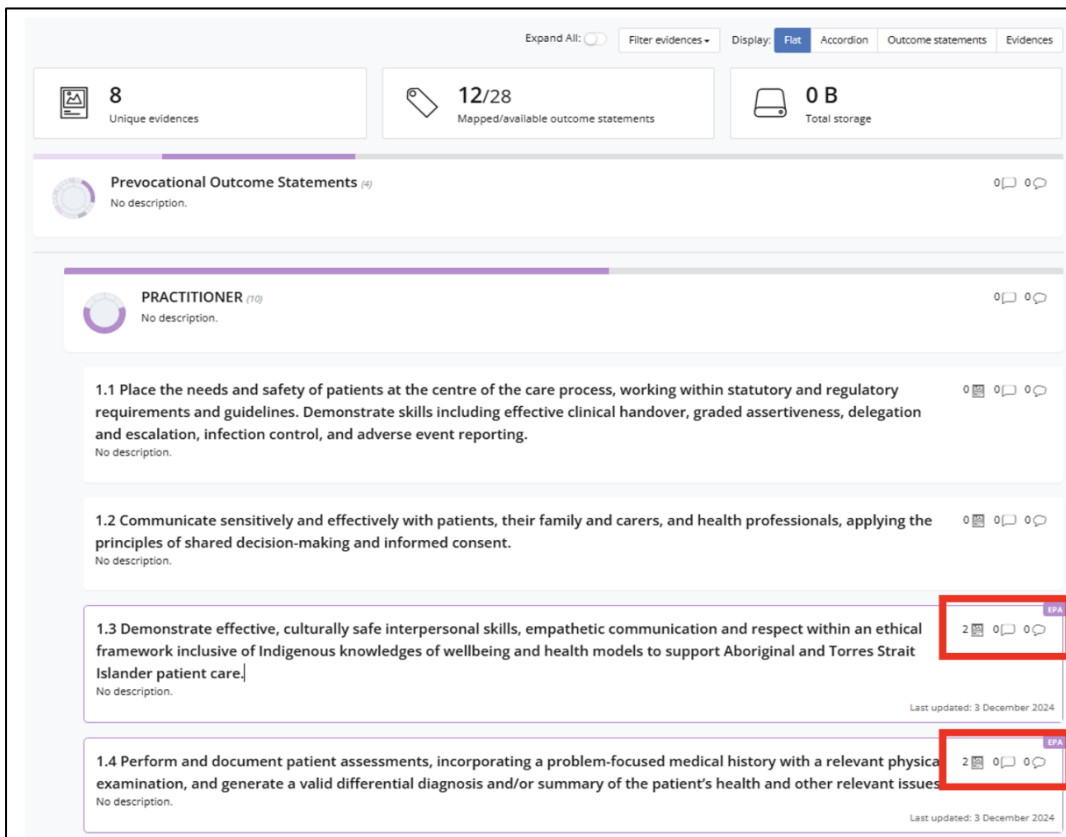 Expand All: Filter evidences Display: Flat Accordion Outcome statements Evidences
8
Unique evidences
12/28
Mapped/available outcome statements
0 B
Total storage
Prevocational Outcome Statements (4)
0 0
No description.
PRACTITIONER (10)
0 0
No description.
1.1 Place the needs and safety of patients at the centre of the care process, working within statutory and regulatory
0 0 0
requirements and guidelines. Demonstrate skills including effective clinical handover, graded assertiveness, delegation
and escalation, infection control, and adverse event reporting.
No description.
1.2 Communicate sensitively and effectively with patients, their family and carers, and health professionals, applying the
0 0 0
principles of shared decision-making and informed consent.
No description.
EPA
1.3 Demonstrate effective, culturally safe interpersonal skills, empathetic communication and respect within an ethical
2 0 0
framework inclusive of Indigenous knowledges of wellbeing and health models to support Aboriginal and Torres Strait
Islander patient care.
No description.
Last updated: 3 December 2024
EPA
1.4 Perform and document patient assessments, incorporating a problem-focused medical history with a relevant physica
2 0 0
examination, and generate a valid differential diagnosis and/or summary of the patient's health and other relevant issues
No description.
Last updated: 3 December 2024